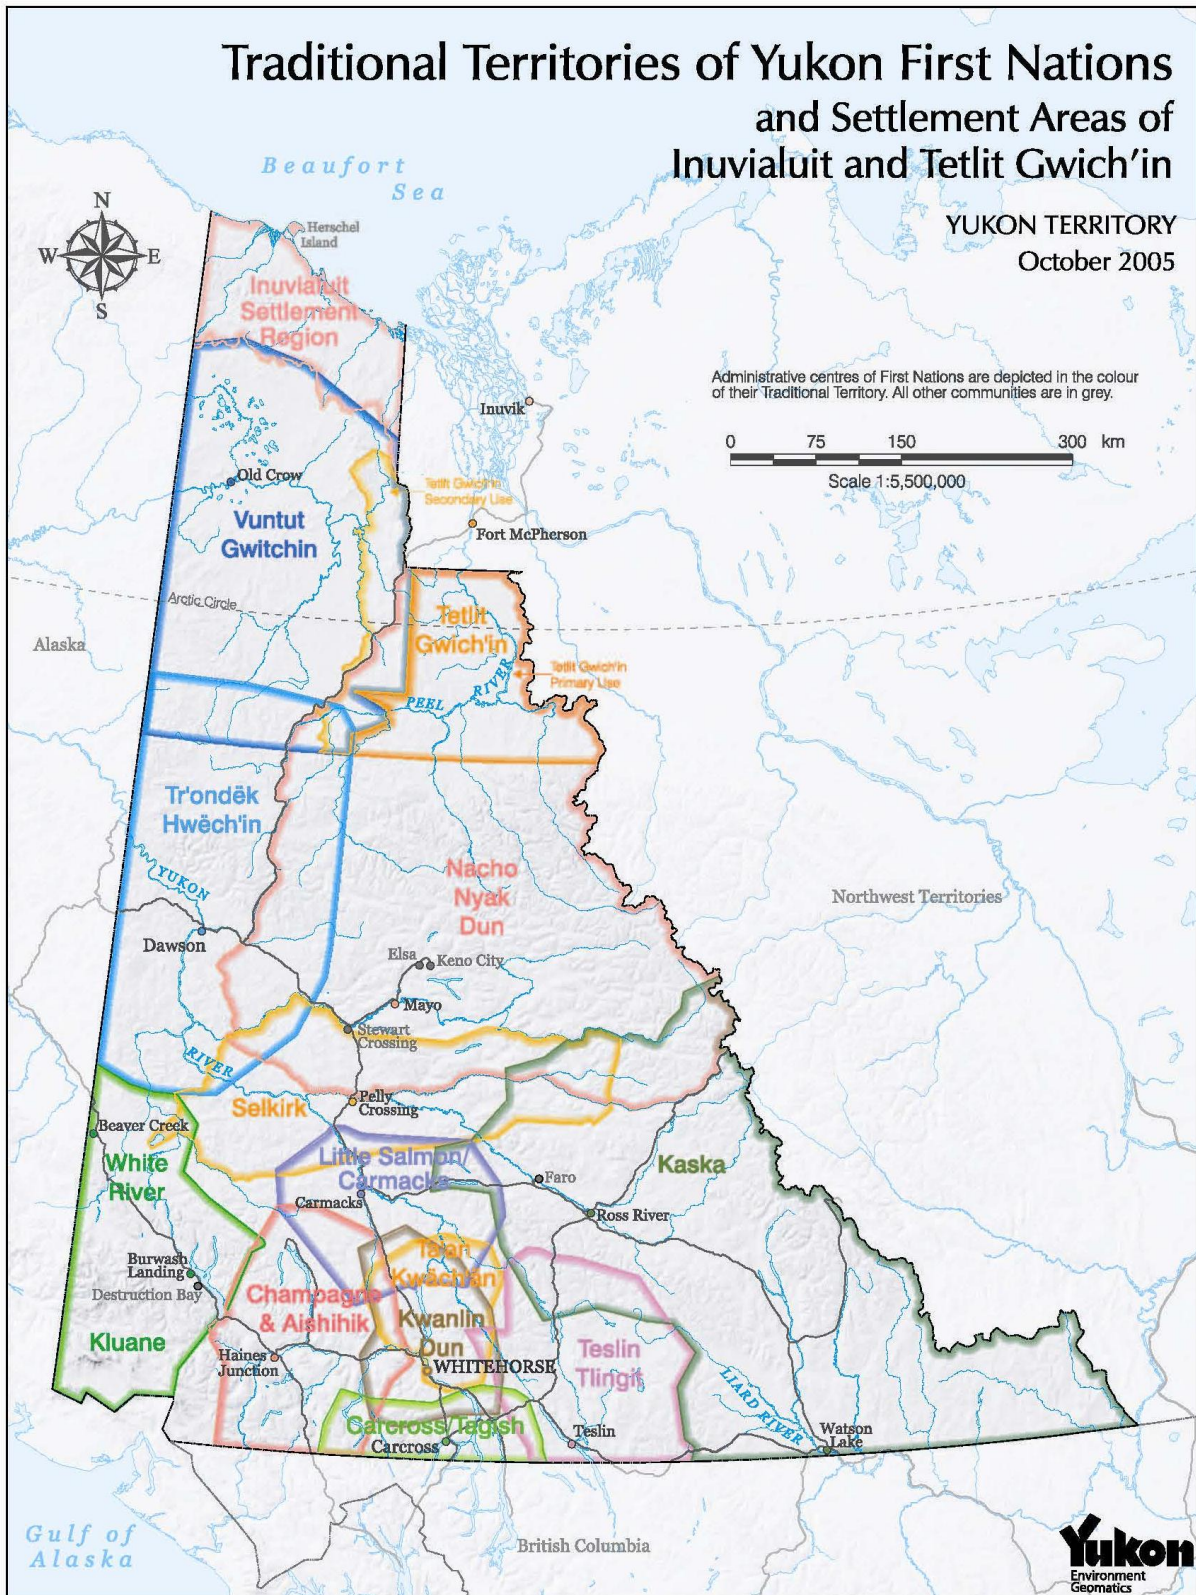 Traditional Territories of Yukon First Nations
and Settlement Areas of
Inuvialuit and Tetlit Gwich'in
YUKON TERRITORY
October 2005
Beaufort
Sea
N
W
E
S
Herschel
Island
Inuvialuit
Settlement
Region
Administrative centres of First Nations are depicted in the colour
of their Traditional Territory. All other communities are in grey.
0 75 150 300 km
Scale 1:5,500,000
Inuvik
Old Crow
Tetlit Gwich'in
Secondary Use
Vuntut
Gwitchin
Fort McPherson
Arctic Circle
Alaska
Tetlit
Gwich'in
Tetlit Gwich'in
Primary Use
PEEL
RIVER
Tr'ondëk
Hwëch'in
YUKON
Nacho
Nyak
Dun
Northwest Territories
Dawson
Elsa
Keno City
Mayo
Stewart
Crossing
RIVER
Selkirk
Pelly
Crossing
Beaver Creek
White
River
Little Salmon/
Carmacks
Carmacks
Kaska
Faro
Ross River
Burwash
Landing
Destruction Bay
Ta'an
Kwäch'än
Champagne
& Aishihik
Kwanlin
Dun
Kluane
Haines
Junction
WHITEHORSE
Teslin
Tlingit
LIARD RIVER
Carcross/Tagish
Carcross
Teslin
Watson
Lake
Gulf of
Alaska
British Columbia
Yukon
Environment
Geomatics